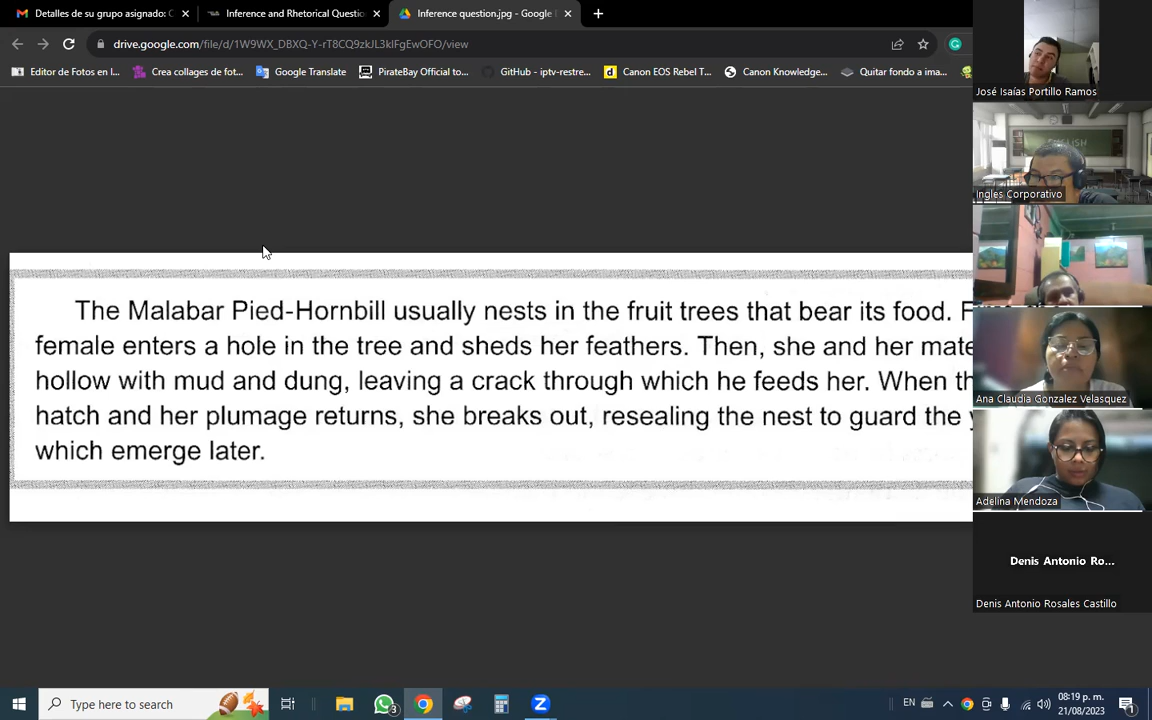 Detalles de su grupo asignado: C
Inference and Rhetorical Questio
Inference question.jpg - Google
drive.google.com/file/d/1W9WX_DBXQ-Y-rT8CQ9zkJL3klFgEwOFO/view
Editor de Fotos en l...
Crea collages de fot...
Google Translate
PirateBay Official to...
GitHub - iptv-restre...
Canon EOS Rebel T...
Canon Knowledge...
Quitar fondo a ima...
José Isaías Portillo Ramos
ENGLISH
Ingles Corporativo
The Malabar Pied-Hornbill usually nests in the fruit trees that bear its food.
female enters a hole in the tree and sheds her feathers. Then, she and her mate
hollow with mud and dung, leaving a crack through which he feeds her. When
hatch and her plumage returns, she breaks out, resealing the nest to guard the
which emerge later.
Ana Claudia Gonzalez Velasquez
Adelina Mendoza
Denis Antonio Ro...
Denis Antonio Rosales Castillo
Type here to search
3
EN
08:19 p. m.
21/08/2023
1